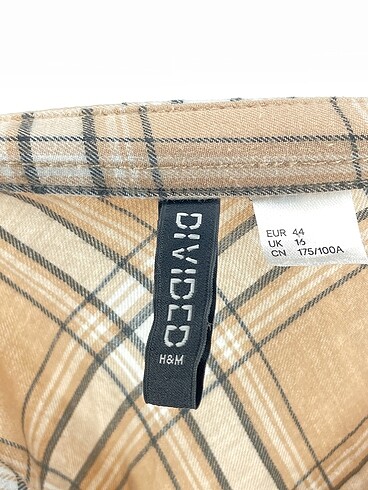 DIVIDED
H&M
EUR 44
UK 16
CN 175/100A